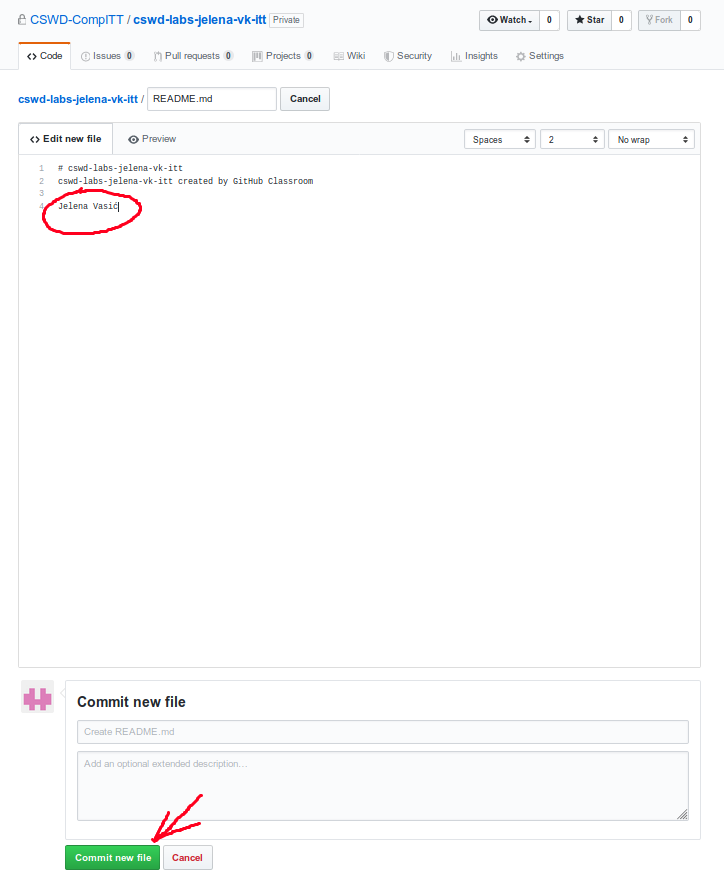 CSWD-CompITT / cswd-labs-jelena-vk-itt Private Watch 0 Star 0 Fork 0
Code Issues 0 Pull requests 0 Projects 0 Wiki Security Insights Settings
cswd-labs-jelena-vk-itt / README.md Cancel
Edit new file Preview Spaces 2 No wrap
1 # cswd-labs-jelena-vk-itt
2 cswd-labs-jelena-vk-itt created by GitHub Classroom
3
4 Jelena Vasić
Commit new file
Create README.md
Add an optional extended description...
Commit new file Cancel